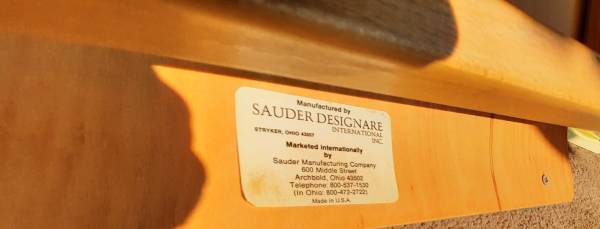 Manufactured by
SAUDER DESIGNARE
INTERNATIONAL
INC.
STRYKER, OHIO 43557
Marketed Internationally
by
Sauder Manufacturing Company
600 Middle Street
Archbold, Ohio 43502
Telephone: 800-537-1530
(In Ohio: 800-472-2722)
Made in U.S.A.